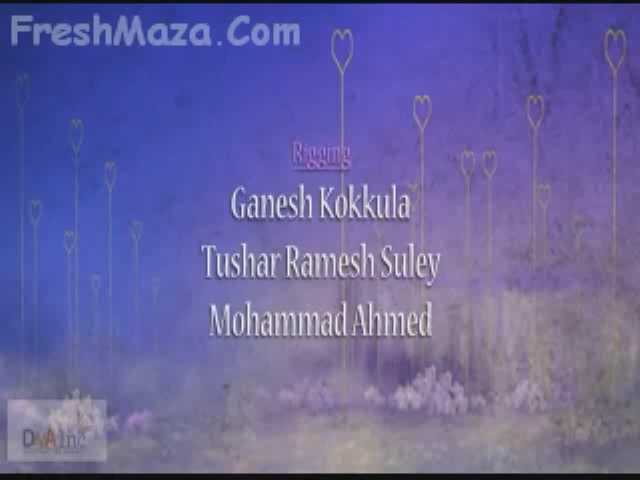 FreshMaza.Com
Rigging
Ganesh Kokkula
Tushar Ramesh Suley
Mohammad Ahmed